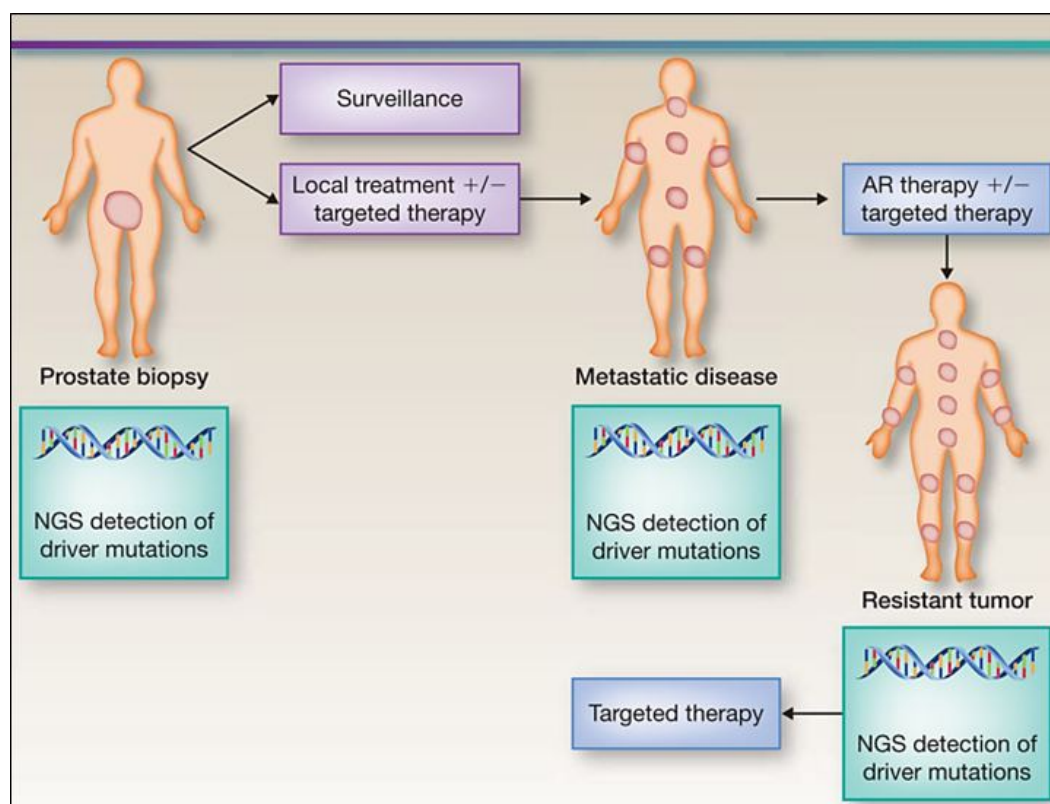 Surveillance
Local treatment +/−
targeted therapy
AR therapy +/−
targeted therapy
Prostate biopsy
Metastatic disease
NGS detection of
driver mutations
NGS detection of
driver mutations
Resistant tumor
Targeted therapy
NGS detection of
driver mutations